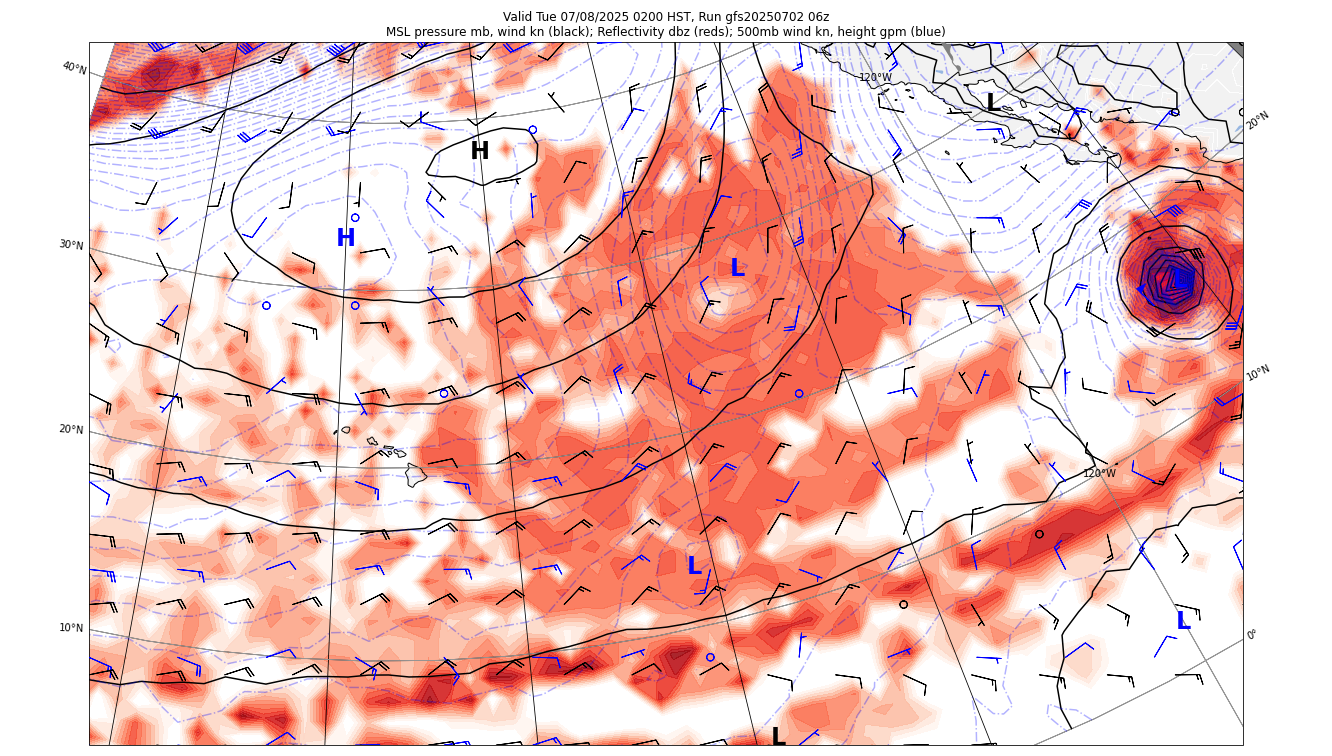 Valid Tue 07/08/2025 0200 HST, Run gfs20250702 06z
MSL pressure mb, wind kn (black); Reflectivity dbz (reds); 500mb wind kn, height gpm (blue)
40°N
120°W
L
20°N
H
30°N
H
L
10°N
20°N
120°W
L
10°N
L
0°
L